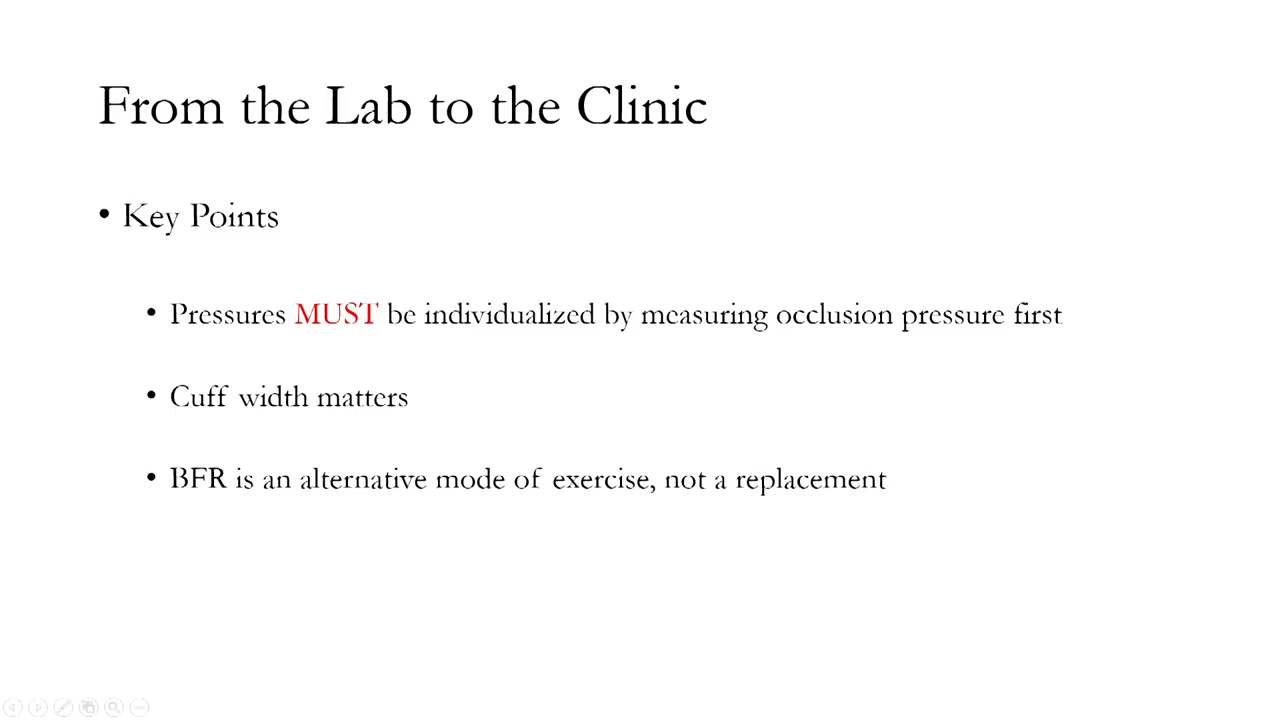 From the Lab to the Clinic
• Key Points
• Pressures MUST be individualized by measuring occlusion pressure first
• Cuff width matters
• BFR is an alternative mode of exercise, not a replacement